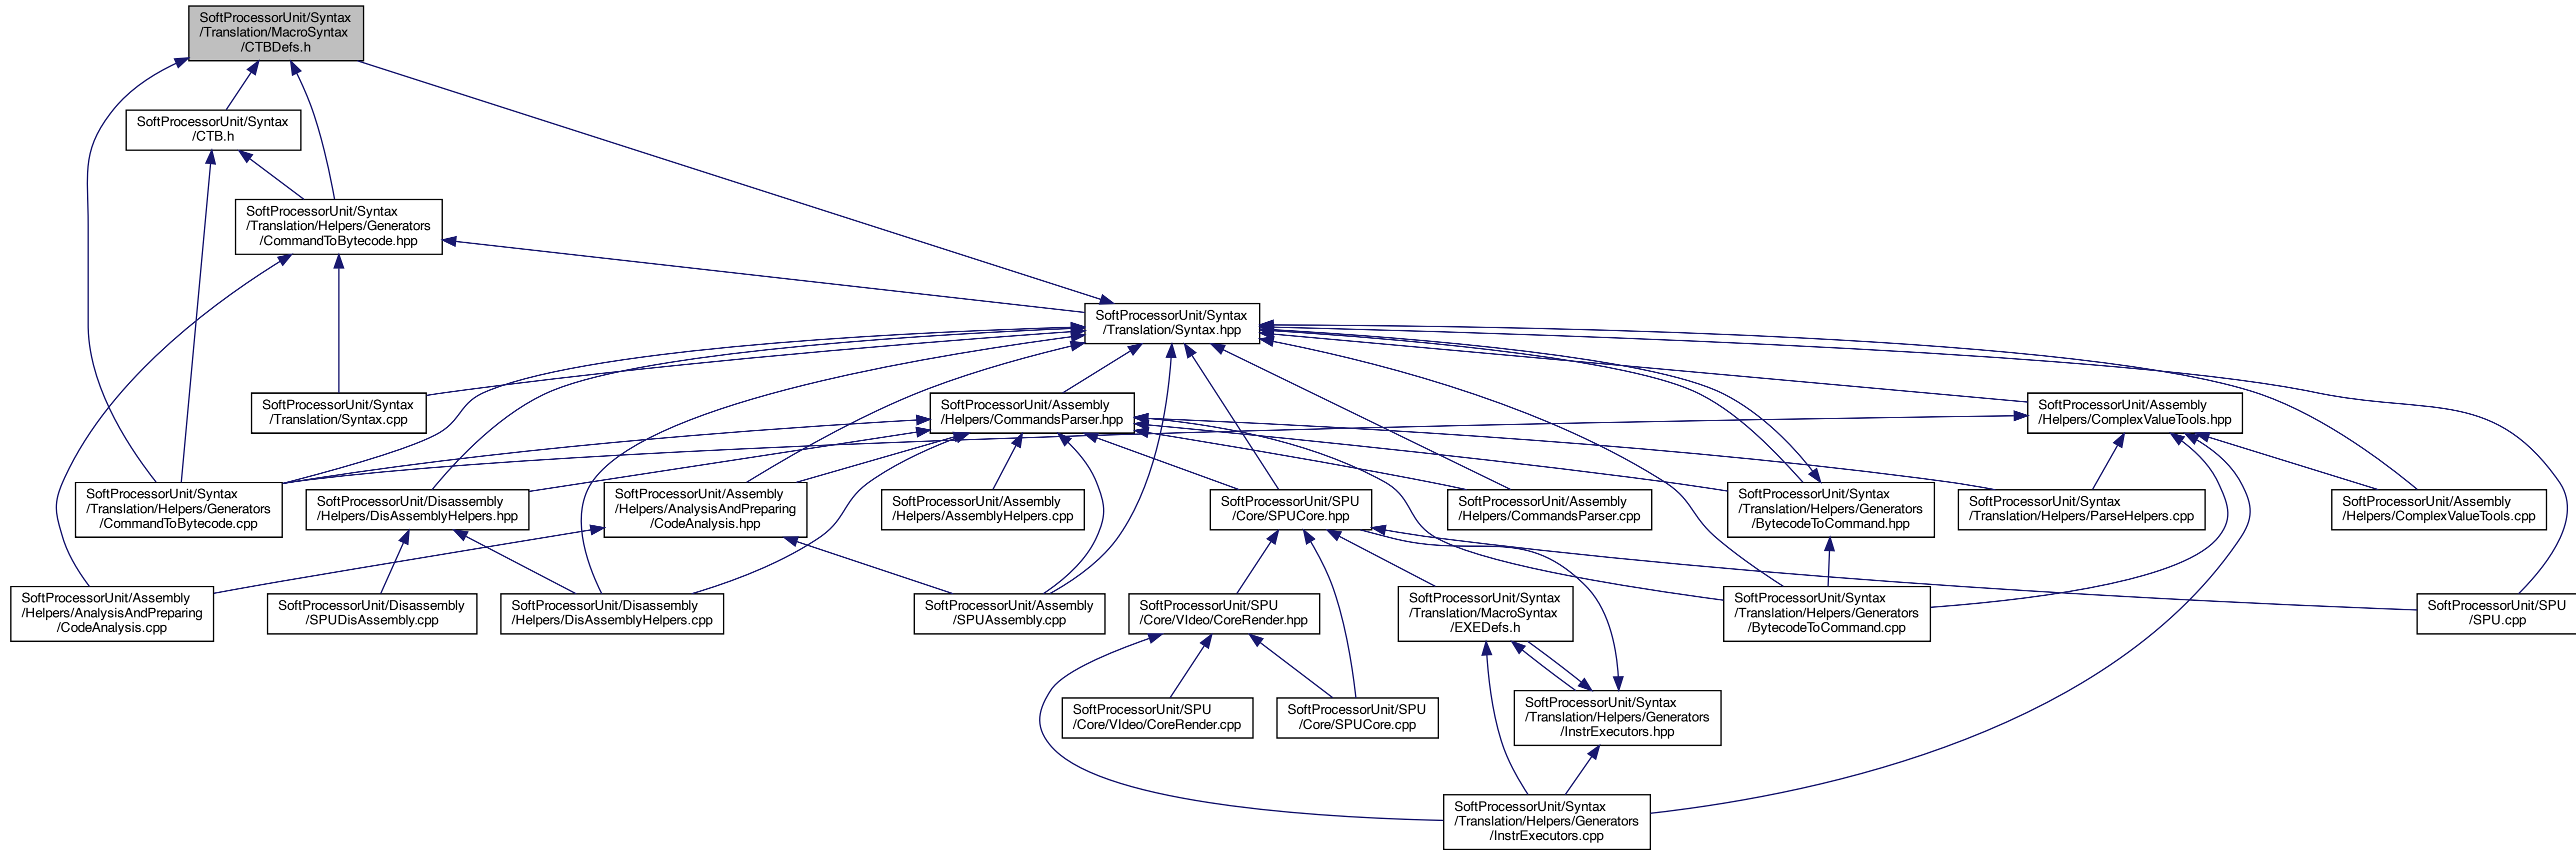 SoftProcessorUnit/Syntax
/Translation/MacroSyntax
/CTBDefs.h
SoftProcessorUnit/Syntax
/CTB.h
SoftProcessorUnit/Syntax
/Translation/Helpers/Generators
/CommandToBytecode.hpp
SoftProcessorUnit/Syntax
/Translation/Syntax.hpp
SoftProcessorUnit/Syntax
/Translation/Syntax.cpp
SoftProcessorUnit/Assembly
/Helpers/CommandsParser.hpp
SoftProcessorUnit/Assembly
/Helpers/ComplexValueTools.hpp
SoftProcessorUnit/Syntax
/Translation/Helpers/Generators
/CommandToBytecode.cpp
SoftProcessorUnit/Disassembly
/Helpers/DisAssemblyHelpers.hpp
SoftProcessorUnit/Assembly
/Helpers/AnalysisAndPreparing
/CodeAnalysis.hpp
SoftProcessorUnit/Assembly
/Helpers/AssemblyHelpers.cpp
SoftProcessorUnit/SPU
/Core/SPUCore.hpp
SoftProcessorUnit/Assembly
/Helpers/CommandsParser.cpp
SoftProcessorUnit/Syntax
/Translation/Helpers/Generators
/BytecodeToCommand.hpp
SoftProcessorUnit/Syntax
/Translation/Helpers/ParseHelpers.cpp
SoftProcessorUnit/Assembly
/Helpers/ComplexValueTools.cpp
SoftProcessorUnit/Assembly
/Helpers/AnalysisAndPreparing
/CodeAnalysis.cpp
SoftProcessorUnit/Disassembly
/SPUDisAssembly.cpp
SoftProcessorUnit/Disassembly
/Helpers/DisAssemblyHelpers.cpp
SoftProcessorUnit/Assembly
/SPUAssembly.cpp
SoftProcessorUnit/SPU
/Core/VIdeo/CoreRender.hpp
SoftProcessorUnit/Syntax
/Translation/MacroSyntax
/EXEDefs.h
SoftProcessorUnit/Syntax
/Translation/Helpers/Generators
/BytecodeToCommand.cpp
SoftProcessorUnit/SPU
/SPU.cpp
SoftProcessorUnit/SPU
/Core/VIdeo/CoreRender.cpp
SoftProcessorUnit/SPU
/Core/SPUCore.cpp
SoftProcessorUnit/Syntax
/Translation/Helpers/Generators
/InstrExecutors.hpp
SoftProcessorUnit/Syntax
/Translation/Helpers/Generators
/InstrExecutors.cpp